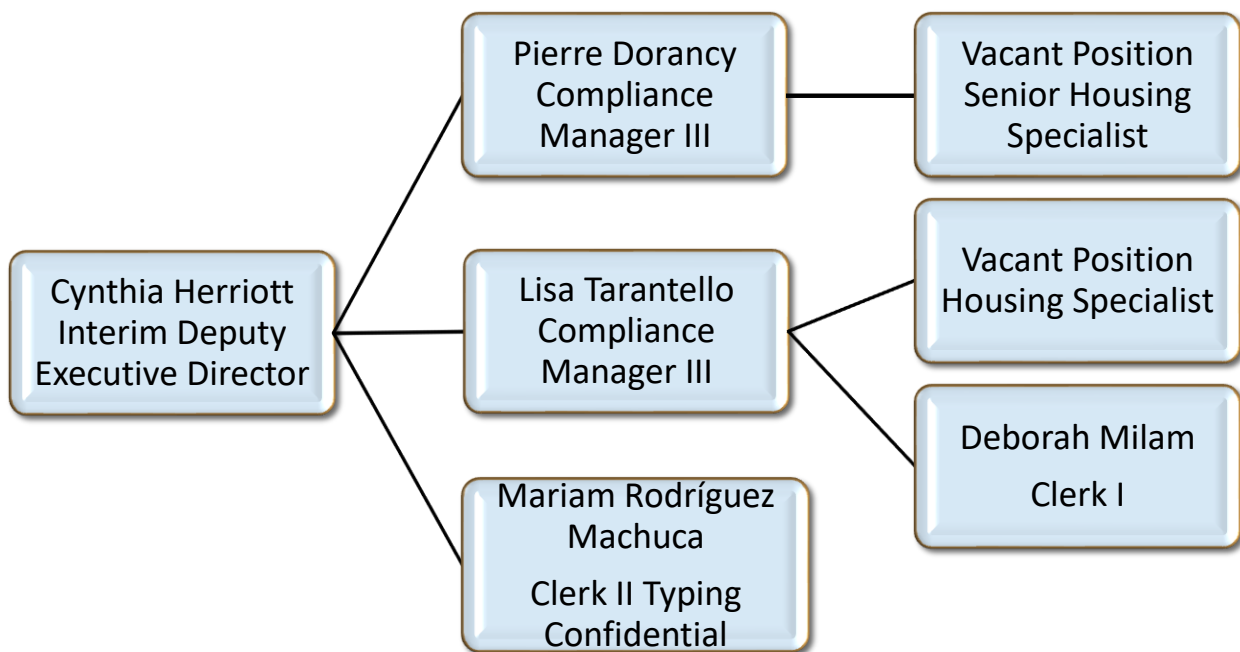 Cynthia Herriott
Interim Deputy
Executive Director
Pierre Dorancy
Compliance
Manager III
Vacant Position
Senior Housing
Specialist
Lisa Tarantello
Compliance
Manager III
Vacant Position
Housing Specialist
Deborah Milam
Clerk I
Mariam Rodríguez
Machuca
Clerk II Typing
Confidential